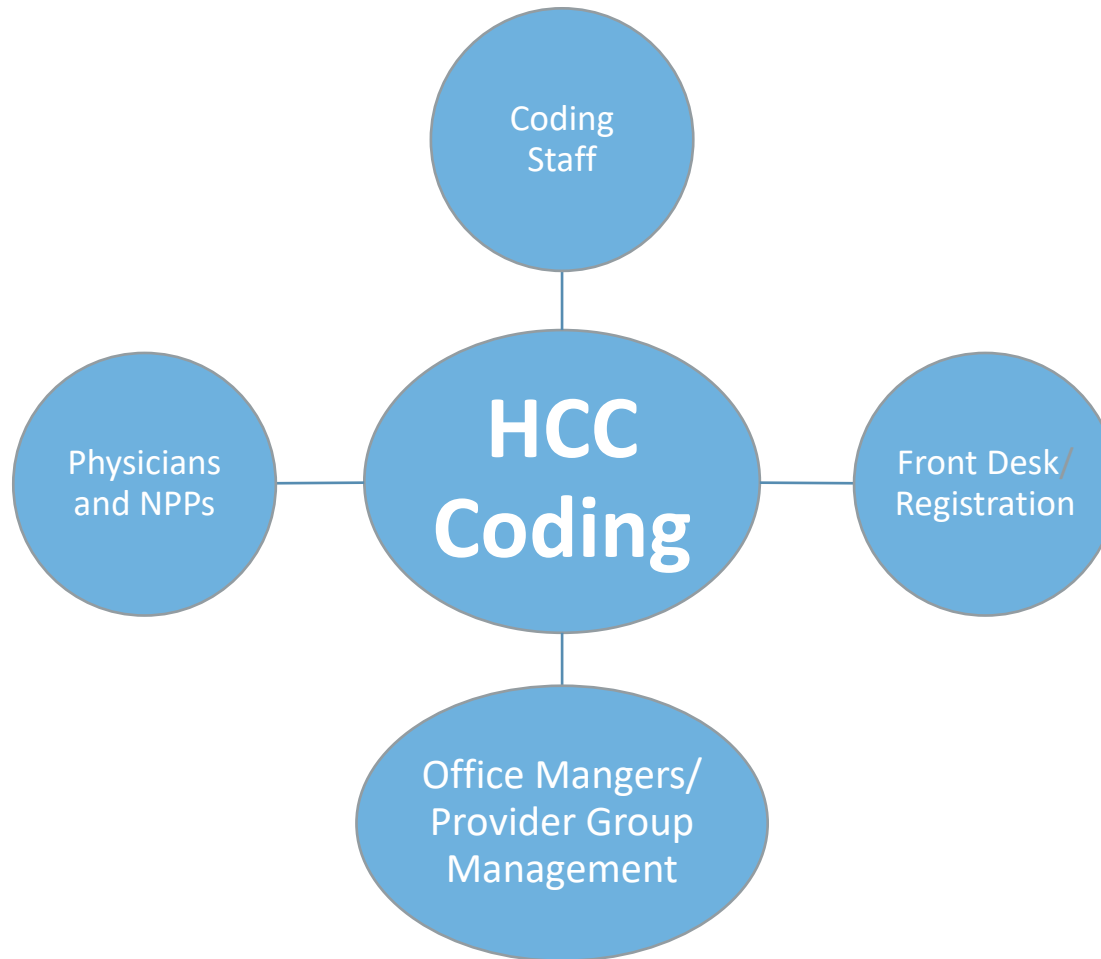 Coding
Staff
HCC
Coding
Physicians
and NPPs
Front Desk/
Registration
Office Mangers/
Provider Group
Management